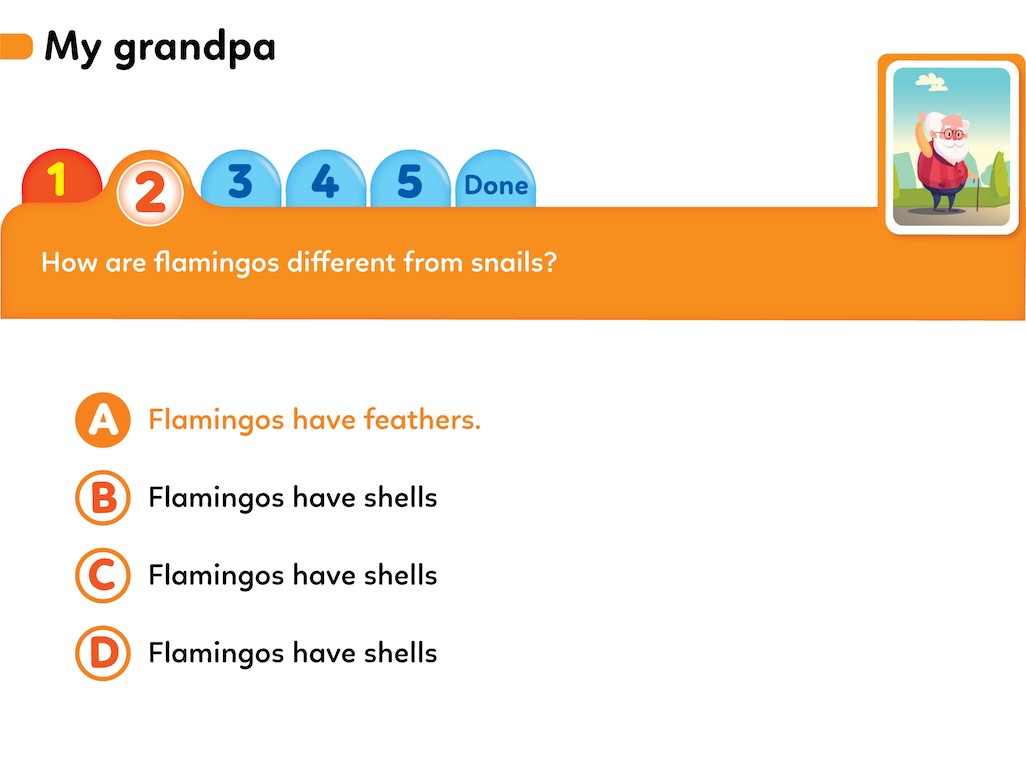 My grandpa
1 2 3 4 5 Done
How are flamingos different from snails?
A Flamingos have feathers.
B Flamingos have shells
C Flamingos have shells
D Flamingos have shells